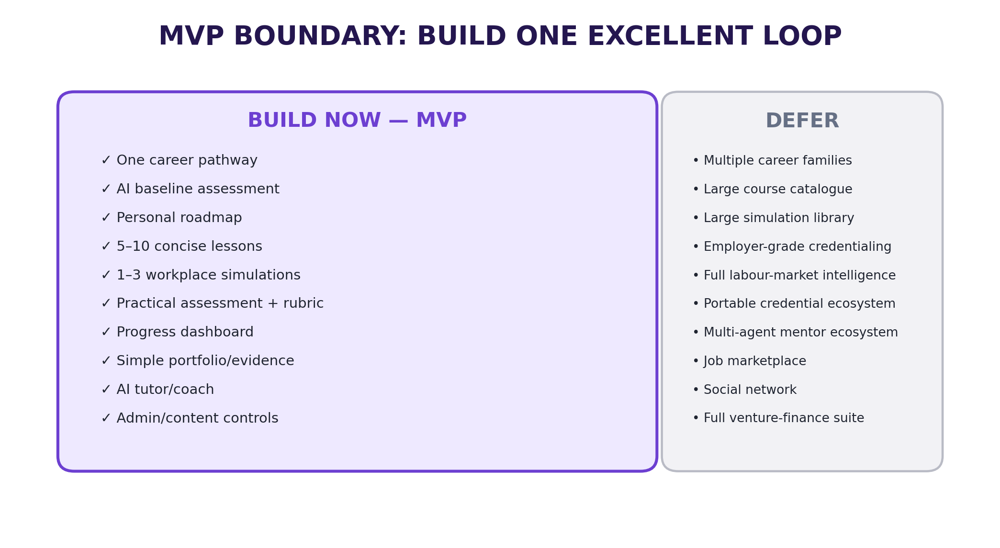 MVP BOUNDARY: BUILD ONE EXCELLENT LOOP
BUILD NOW — MVP
✓ One career pathway
✓ AI baseline assessment
✓ Personal roadmap
✓ 5–10 concise lessons
✓ 1–3 workplace simulations
✓ Practical assessment + rubric
✓ Progress dashboard
✓ Simple portfolio/evidence
✓ AI tutor/coach
✓ Admin/content controls
DEFER
• Multiple career families
• Large course catalogue
• Large simulation library
• Employer-grade credentialing
• Full labour-market intelligence
• Portable credential ecosystem
• Multi-agent mentor ecosystem
• Job marketplace
• Social network
• Full venture-finance suite